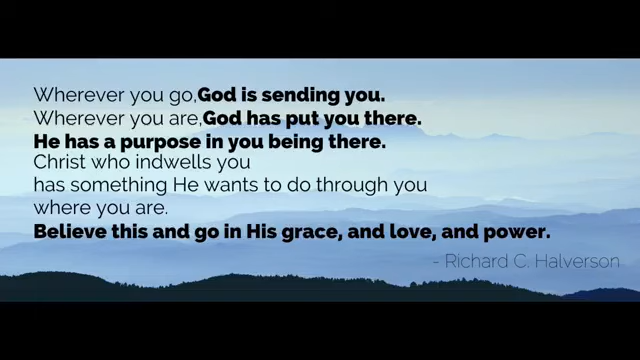 Wherever you go,God is sending you.
Wherever you are,God has put you there.
He has a purpose in you being there.
Christ who indwells you
has something He wants to do through you
where you are.
Believe this and go in His grace, and love, and power.
- Richard C. Halverson